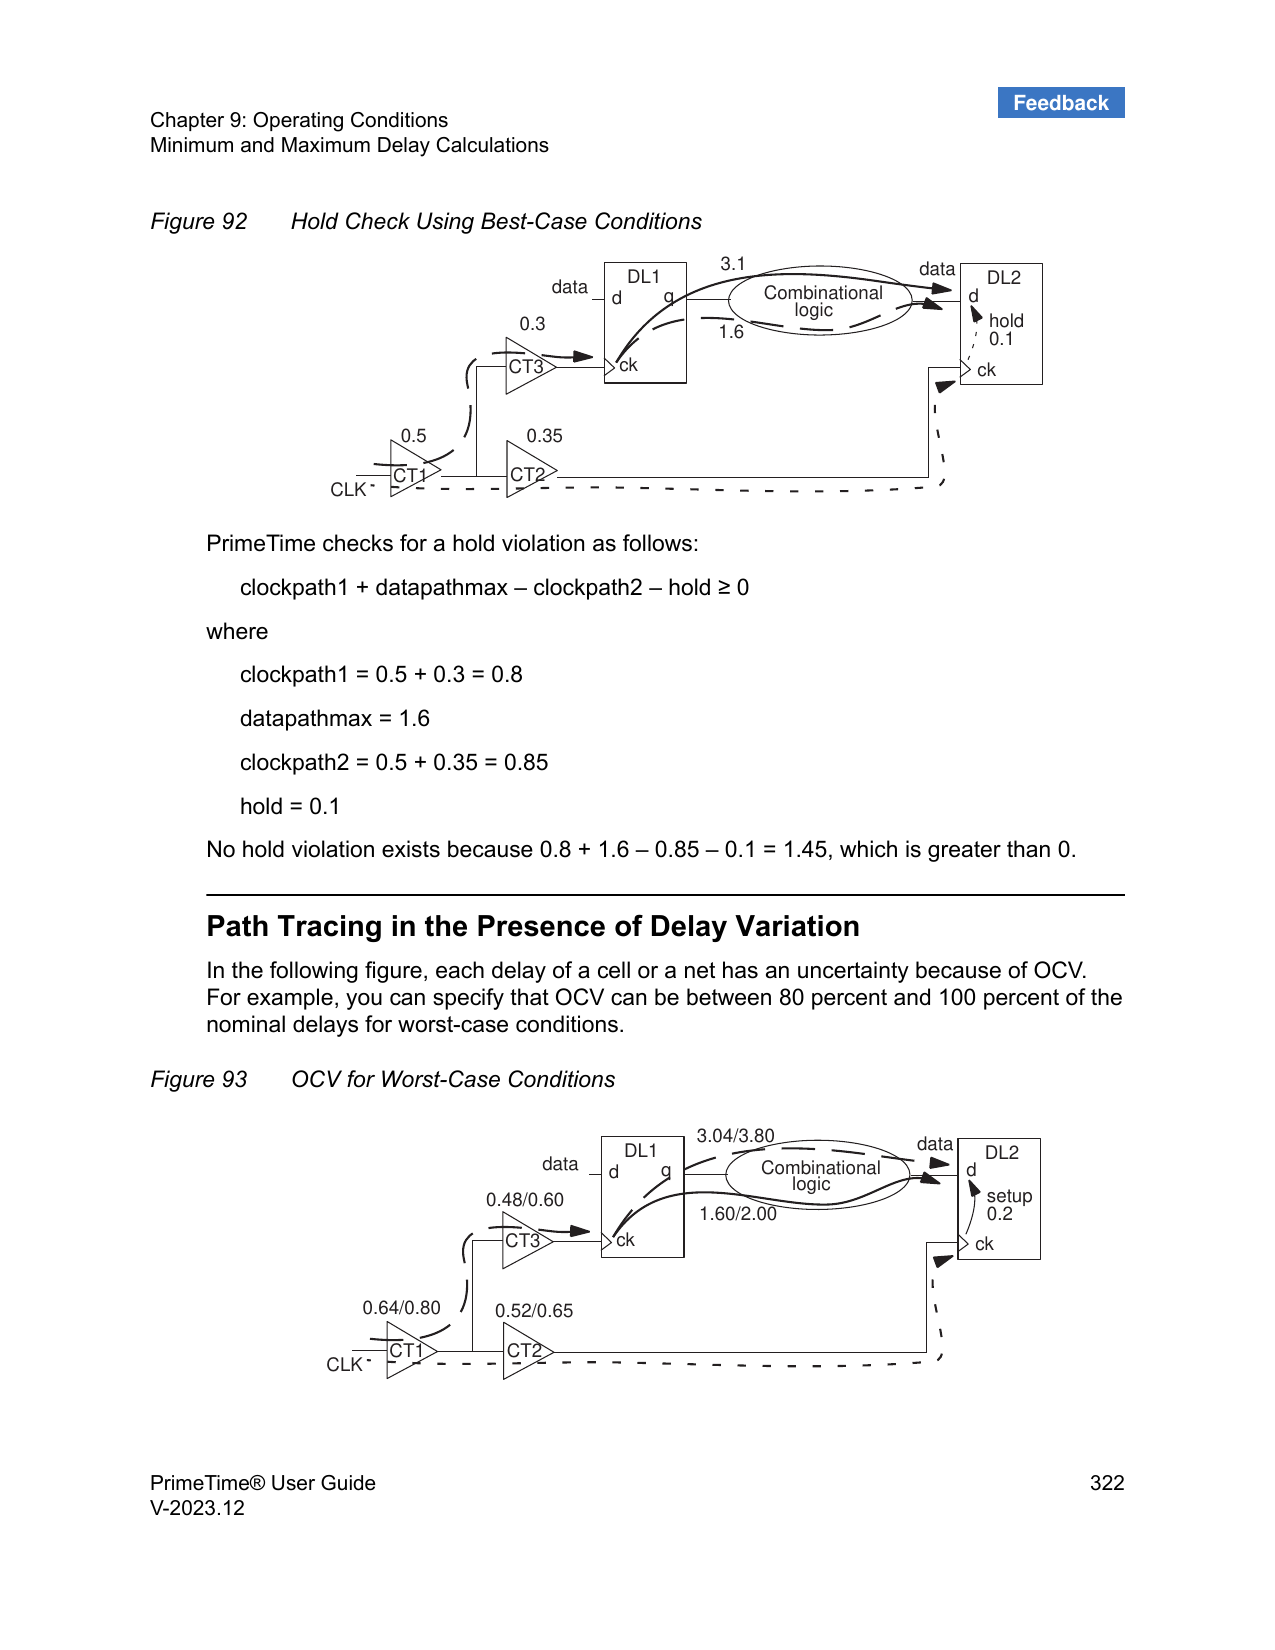 Feedback
Chapter 9: Operating Conditions
Minimum and Maximum Delay Calculations
Figure 92 Hold Check Using Best-Case Conditions
3.1
data
DL1
DL2
data
d
q
Combinational
logic
d
hold
0.1
0.3
1.6
CT3
ck
ck
0.5
0.35
CT1
CT2
CLK
PrimeTime checks for a hold violation as follows:
clockpath1 + datapathmax – clockpath2 – hold ≥ 0
where
clockpath1 = 0.5 + 0.3 = 0.8
datapathmax = 1.6
clockpath2 = 0.5 + 0.35 = 0.85
hold = 0.1
No hold violation exists because 0.8 + 1.6 – 0.85 – 0.1 = 1.45, which is greater than 0.
Path Tracing in the Presence of Delay Variation
In the following figure, each delay of a cell or a net has an uncertainty because of OCV.
For example, you can specify that OCV can be between 80 percent and 100 percent of the
nominal delays for worst-case conditions.
Figure 93 OCV for Worst-Case Conditions
3.04/3.80
data
DL1
DL2
data
d
q
Combinational
logic
d
setup
0.2
0.48/0.60
1.60/2.00
CT3
ck
ck
0.64/0.80
0.52/0.65
CT1
CT2
CLK
PrimeTime® User Guide 322
V-2023.12